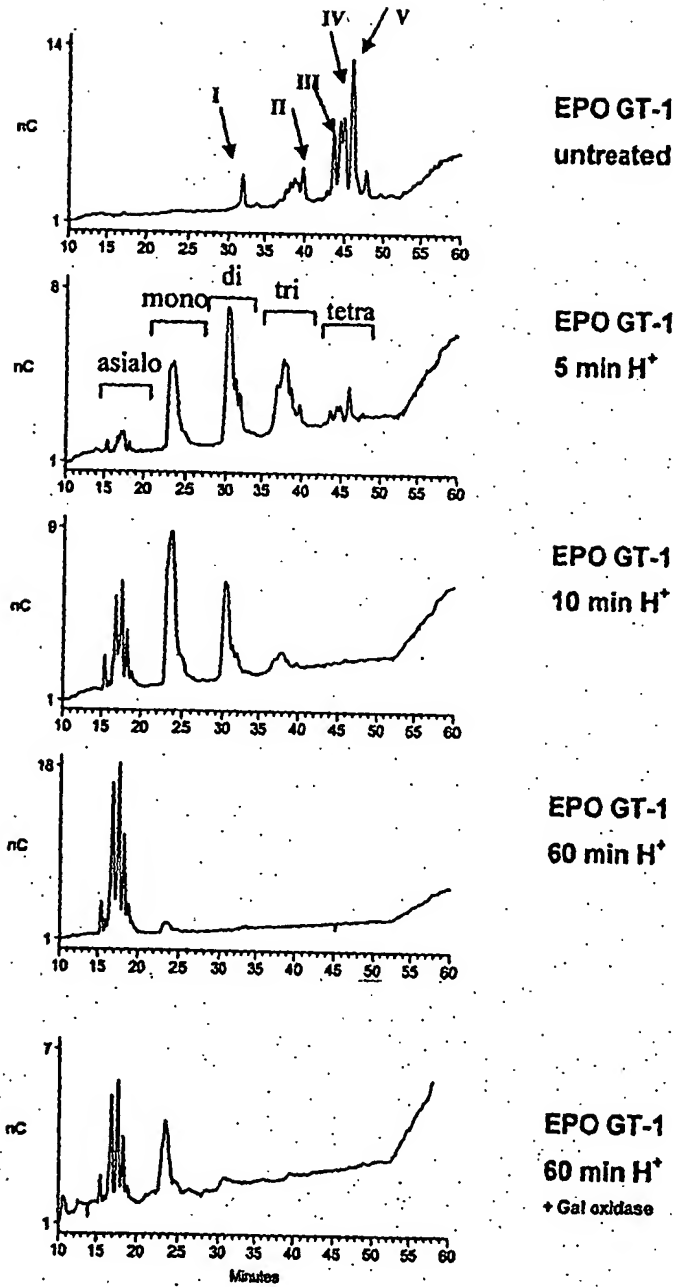 IV V
I II III
14
nC
1
10 15 20 25 30 35 40 45 50 55 60
EPO GT-1
untreated
8
nC
1
asialo mono di tri tetra
10 15 20 25 30 35 40 45 50 55 60
EPO GT-1
5 min H⁺
9
nC
1
10 15 20 25 30 35 40 45 50 55 60
EPO GT-1
10 min H⁺
18
nC
1
10 15 20 25 30 35 40 45 50 55 60
EPO GT-1
60 min H⁺
7
nC
1
10 15 20 25 30 35 40 45 50 55 60
Minutes
EPO GT-1
60 min H⁺
+ Gal oxidase